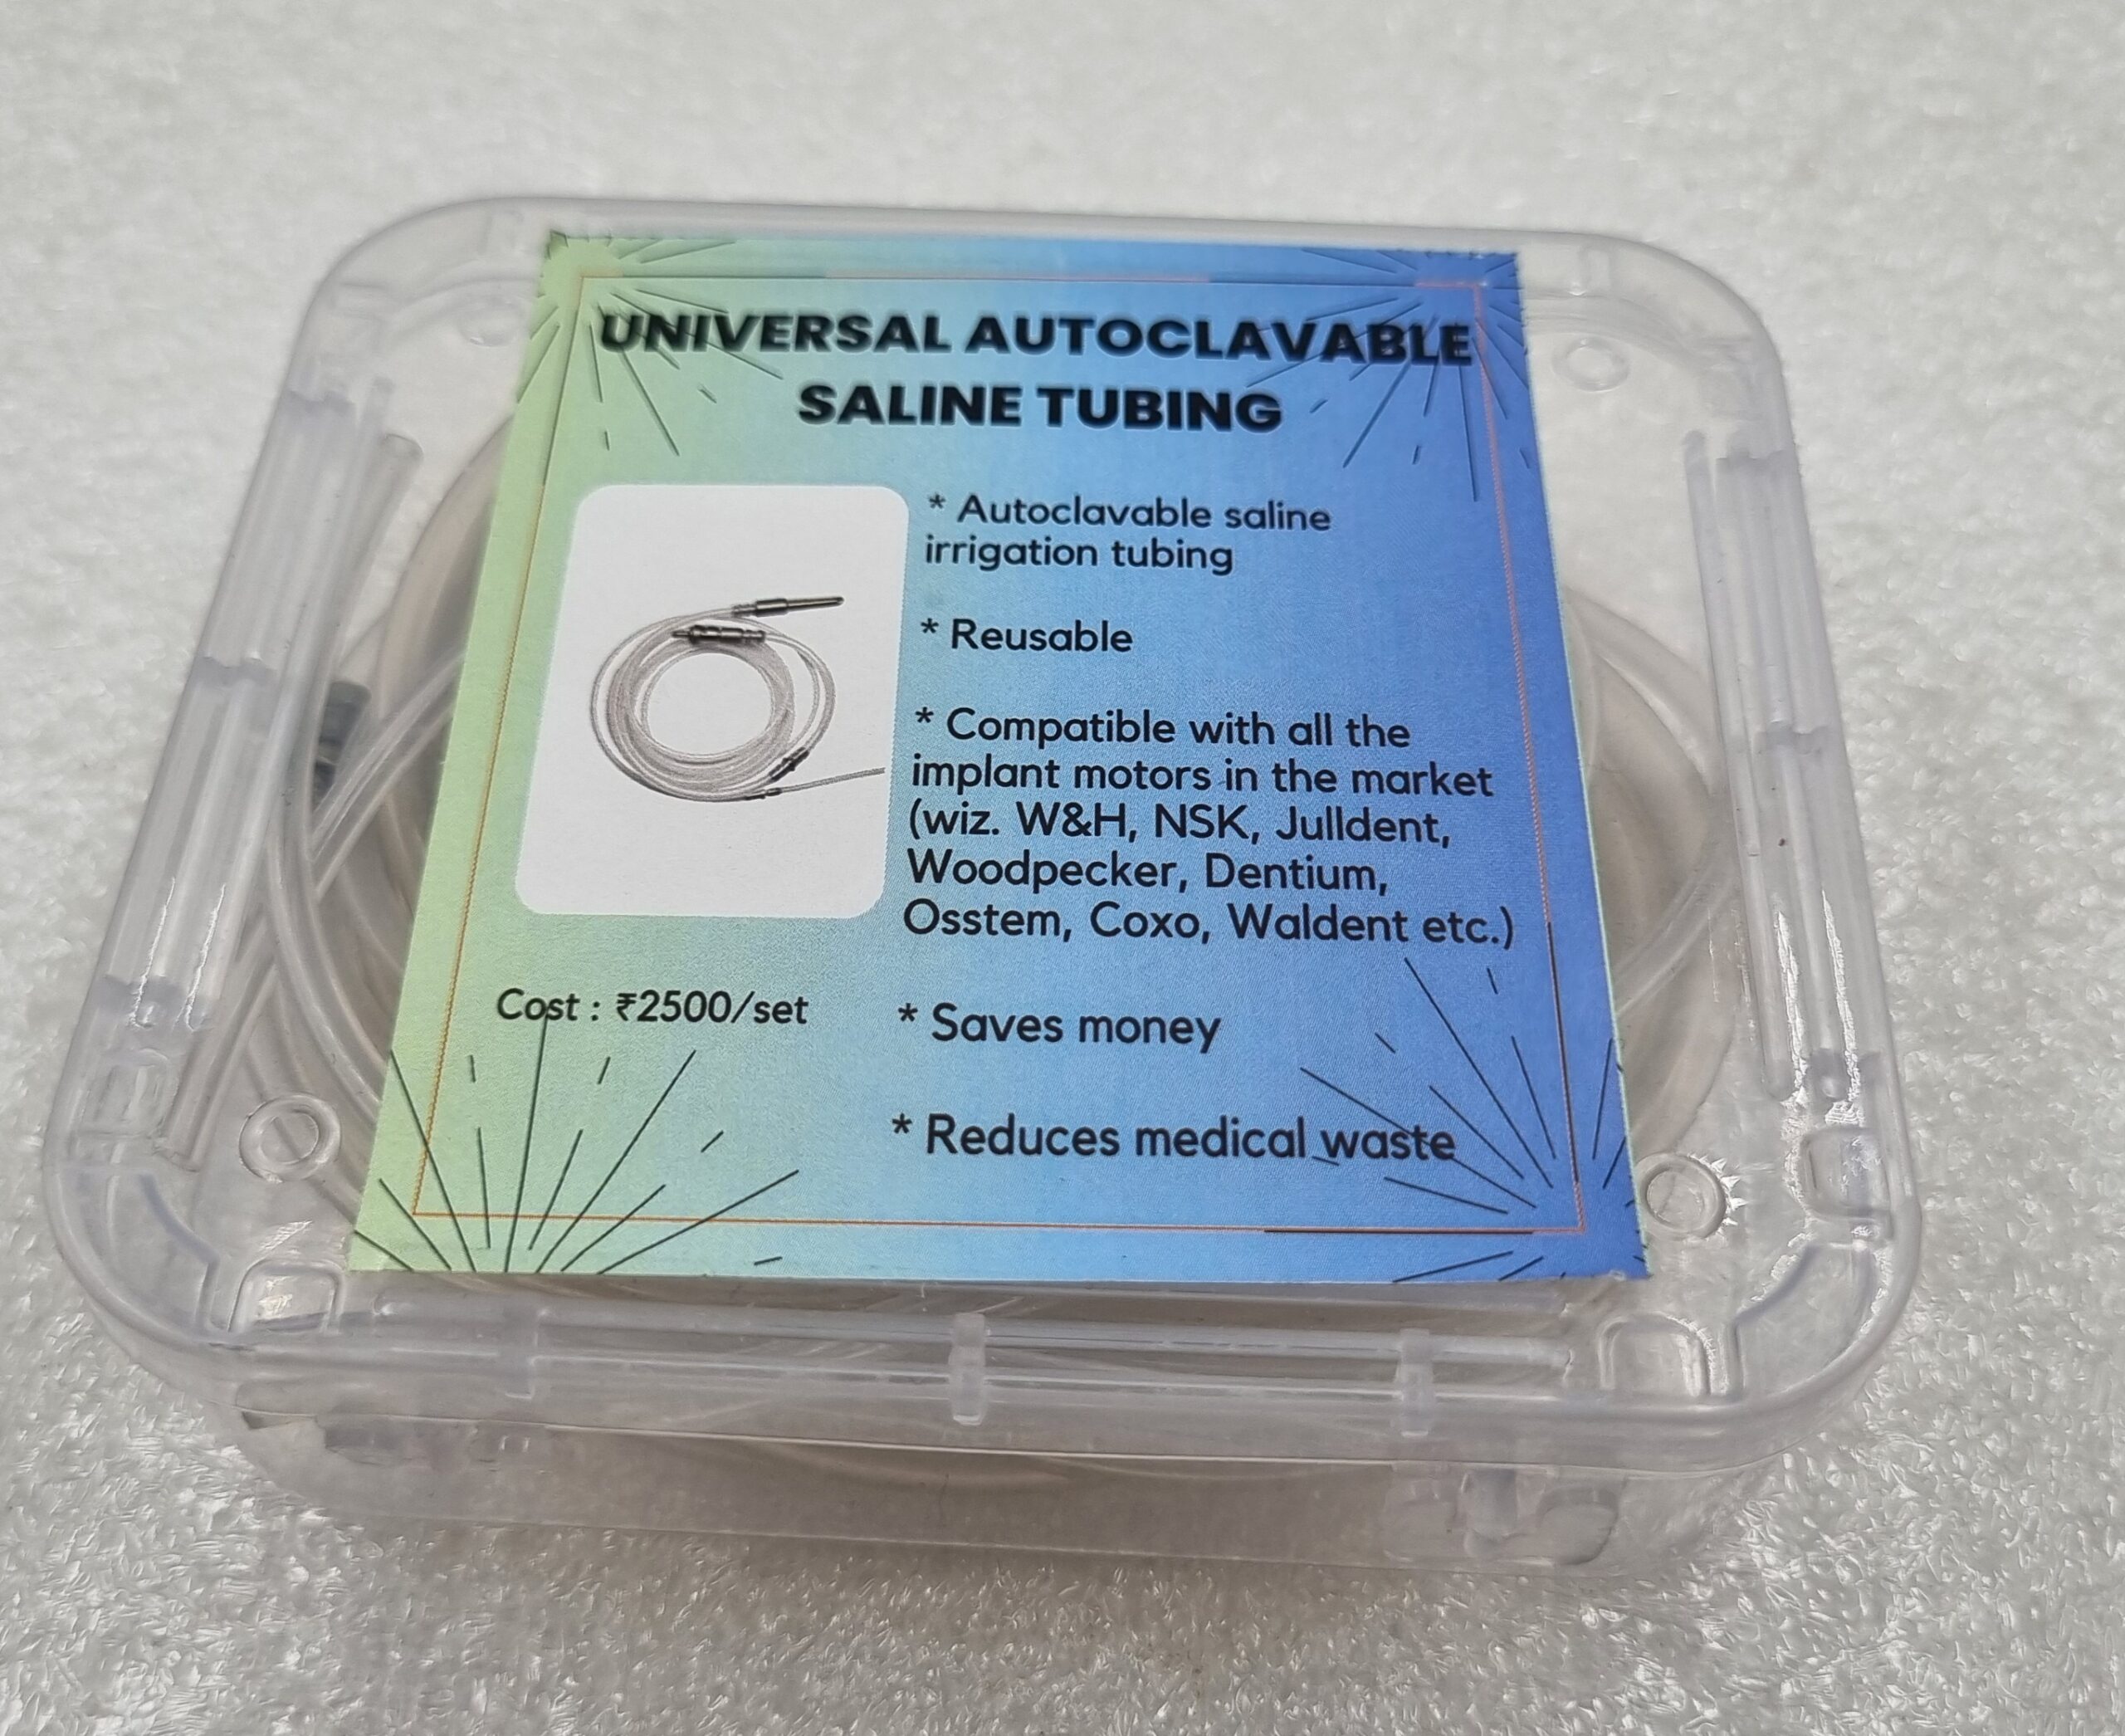 UNIVERSAL AUTOCLAVABLE
SALINE TUBING
* Autoclavable saline
irrigation tubing
* Reusable
* Compatible with all the
implant motors in the market
(wiz. W&H, NSK, Julldent,
Woodpecker, Dentium,
Osstem, Coxo, Waldent etc.)
Cost : ₹2500/set
* Saves money
* Reduces medical waste